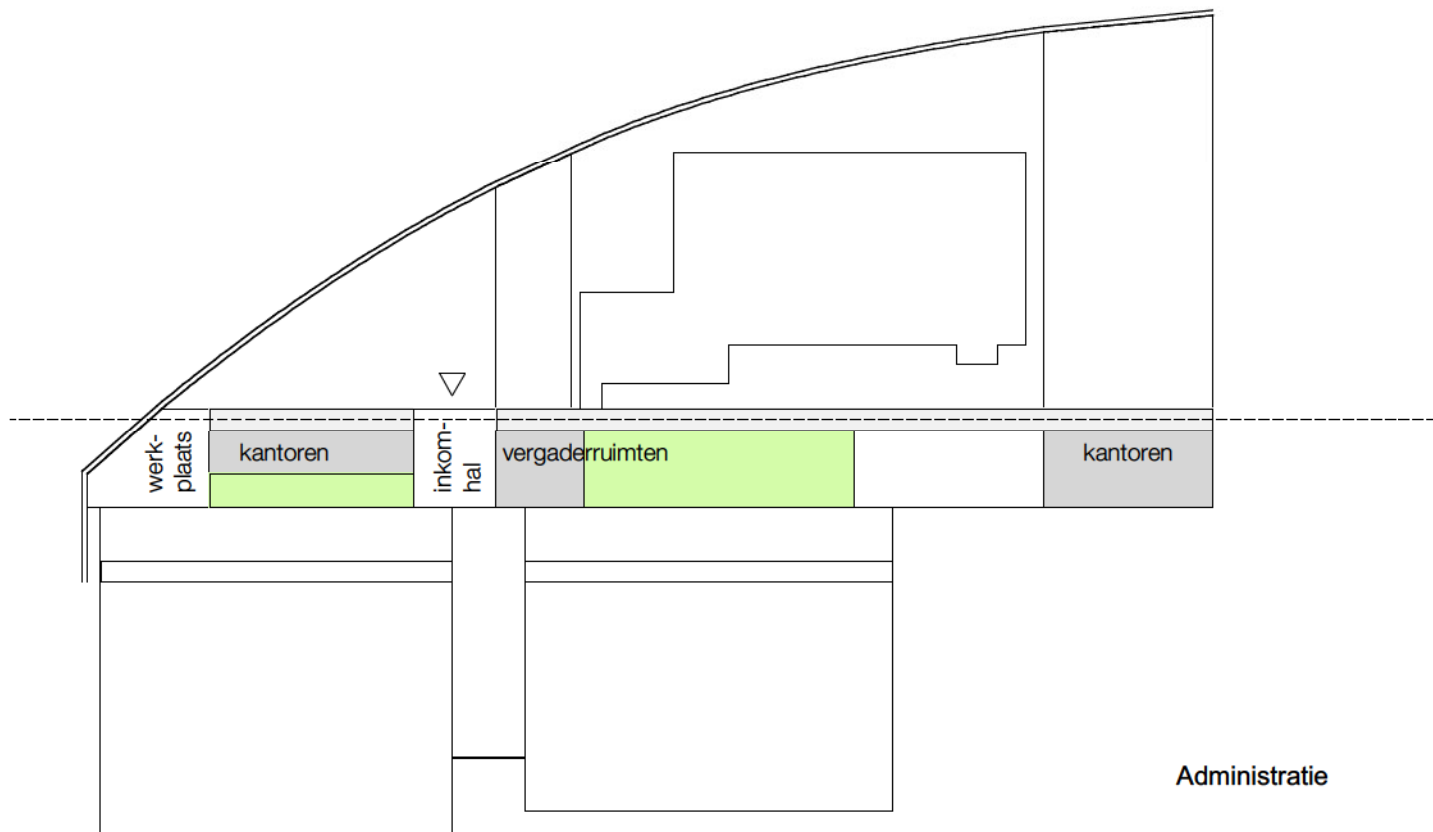 werk-
plaats
kantoren
inkom-
hal
vergaderruimten
kantoren
Administratie